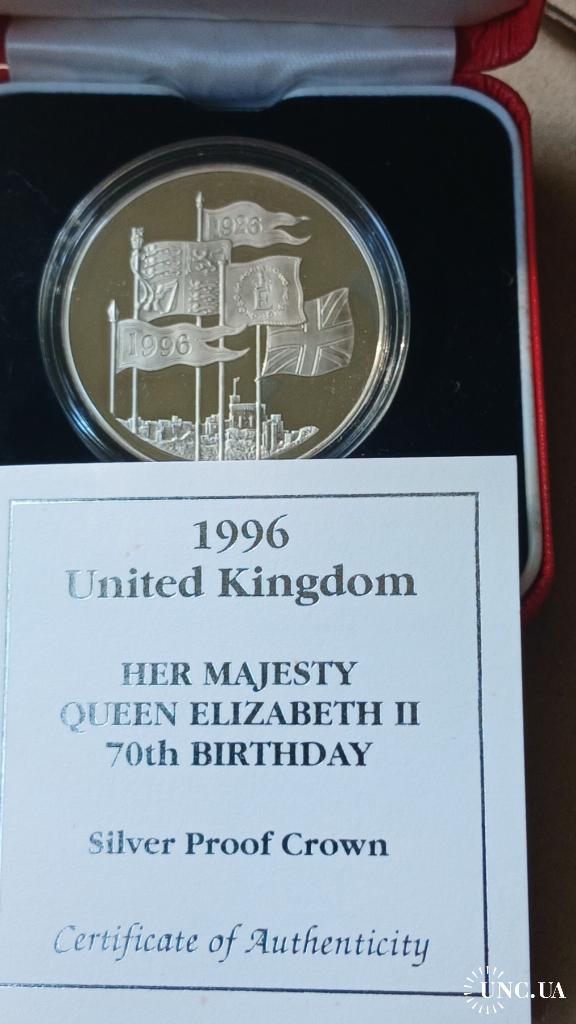 1926
E
1996
1996
United Kingdom
HER MAJESTY
QUEEN ELIZABETH II
70th BIRTHDAY
Silver Proof Crown
Certificate of Authenticity
UNC.UA